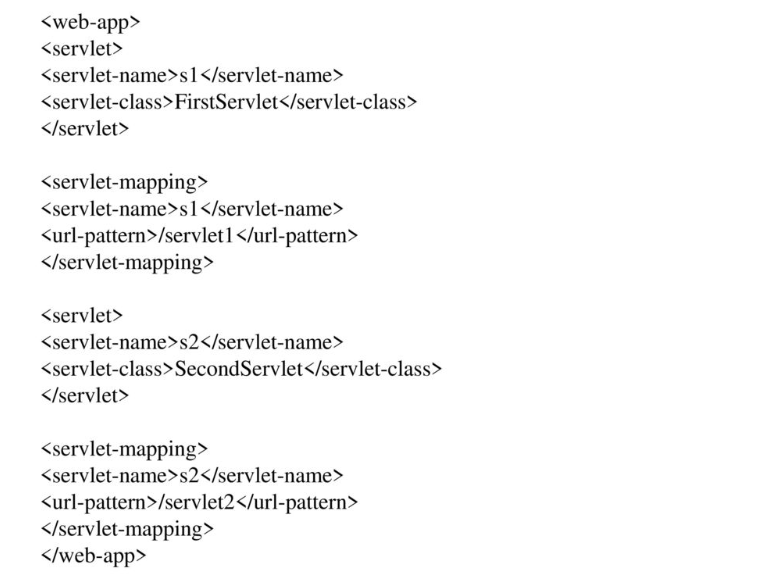 <web-app>
<servlet>
<servlet-name>s1</servlet-name>
<servlet-class>FirstServlet</servlet-class>
</servlet>

<servlet-mapping>
<servlet-name>s1</servlet-name>
<url-pattern>/servlet1</url-pattern>
</servlet-mapping>

<servlet>
<servlet-name>s2</servlet-name>
<servlet-class>SecondServlet</servlet-class>
</servlet>

<servlet-mapping>
<servlet-name>s2</servlet-name>
<url-pattern>/servlet2</url-pattern>
</servlet-mapping>
</web-app>